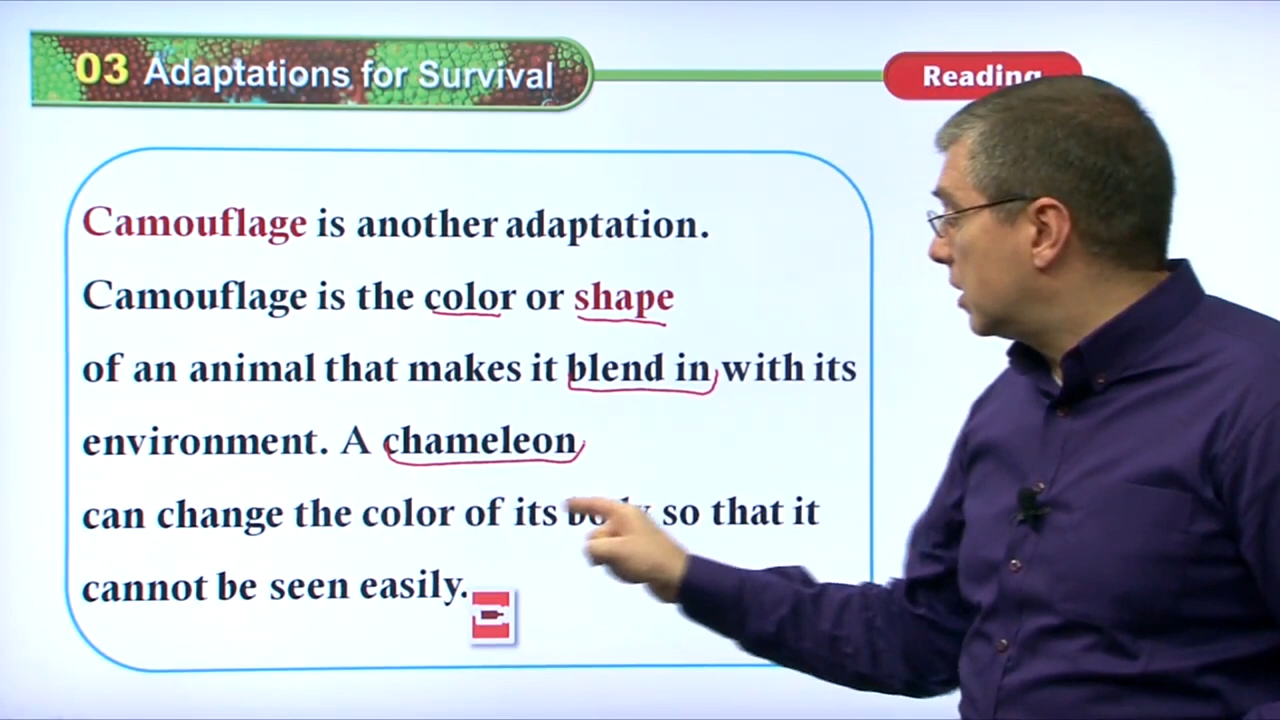 03 Adaptations for Survival
Reading
Camouflage is another adaptation.
Camouflage is the color or shape
of an animal that makes it blend in with its
environment. A chameleon
can change the color of its body so that it
cannot be seen easily.